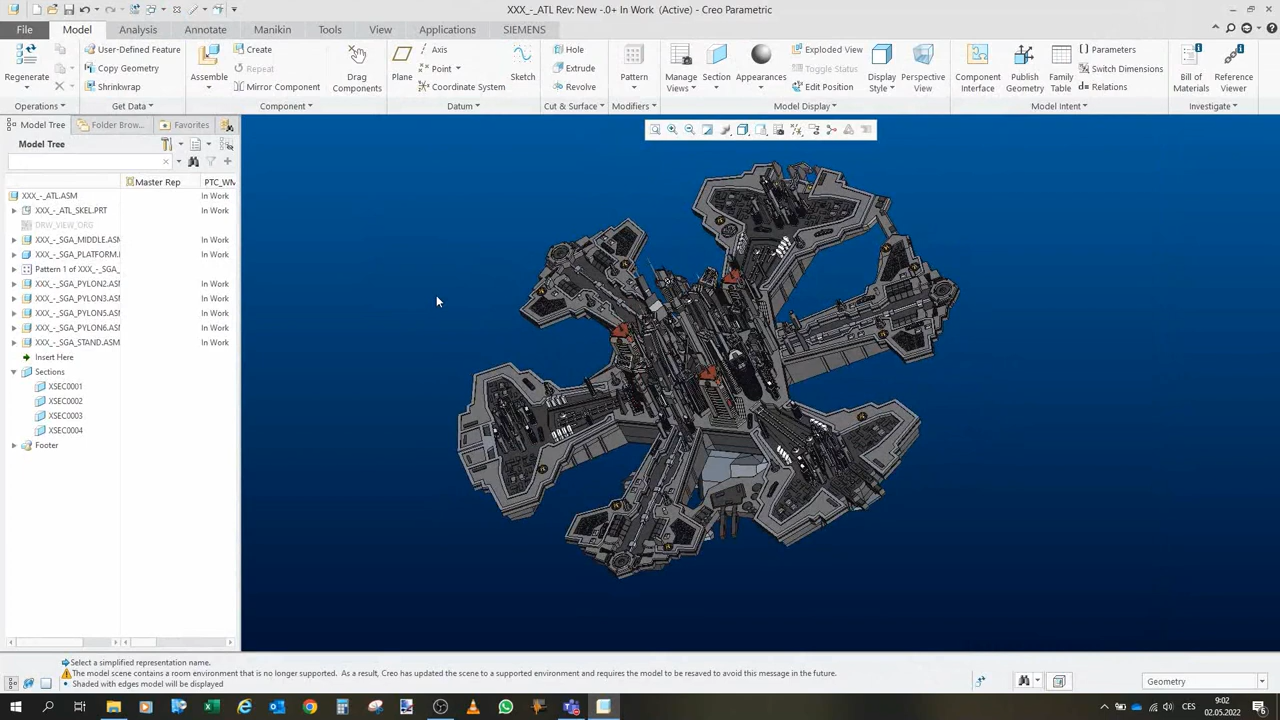 XXX_-_ATL Rev: New -.0+ In Work (Active) - Creo Parametric
File Model Analysis Annotate Manikin Tools View Framework Applications SIEMENS
Regenerate
User-Defined Feature
Copy Geometry
Shrinkwrap
Assemble
Create
Repeat
Mirror Component
Drag
Components
Plane
Axis
Point
Coordinate System
Sketch
Hole
Extrude
Revolve
Pattern
Manage
Views
Section
Appearances
Exploded View
Toggle Status
Edit Position
Display
Style
Perspective
View
Component
Interface
Publish
Geometry
Family
Table
Parameters
Switch Dimensions
Relations
Bill of
Materials
Reference
Viewer
Operations Get Data Component Datum Cut & Surface Modifiers Model Display Model Intent Investigate
Model Tree Folder Brow... Favorites
Model Tree
Master Rep PTC_WM
XXX_-_ATL.ASM In Work
XXX_-_ATL_SKEL.PRT In Work
DRW_VIEW_ORG
XXX_-_SGA_MIDDLE.ASM In Work
XXX_-_SGA_PLATFORM. In Work
Pattern 1 of XXX_-_SGA_
XXX_-_SGA_PYLON2.ASM In Work
XXX_-_SGA_PYLON3.ASM In Work
XXX_-_SGA_PYLON5.ASM In Work
XXX_-_SGA_PYLON6.ASM In Work
XXX_-_SGA_STAND.ASM In Work
Insert Here
Sections
XSEC0001
XSEC0002
XSEC0003
XSEC0004
Footer
Select a simplified representation name.
The model scene contains a room environment that is no longer supported. As a result, Creo has updated the scene to a supported environment and requires the model to be resaved to avoid this message in the future.
Shaded with edges model will be displayed
Geometry
CES
9:02
02.05.2022